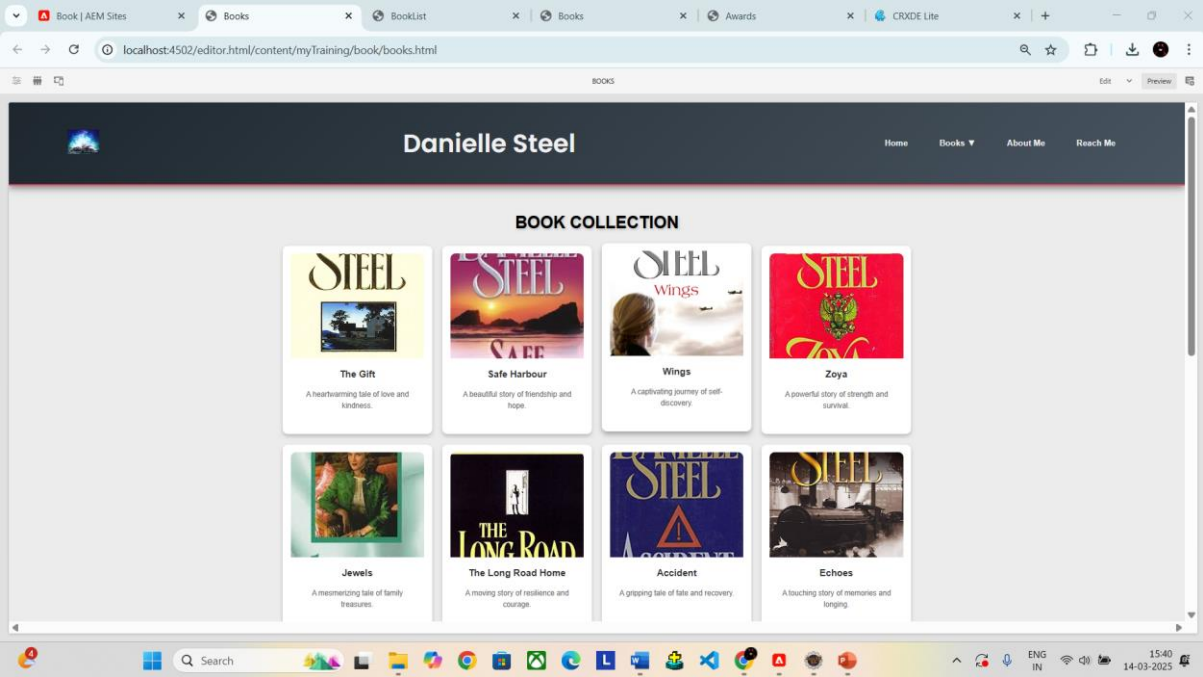 Book | AEM Sites
Books
BookList
Books
Awards
CRXDE Lite
localhost:4502/editor.html/content/myTraining/book/books.html
BOOKS
Edit
Preview
Danielle Steel
Home
Books ▼
About Me
Reach Me
BOOK COLLECTION
STEEL
The Gift
A heartwarming tale of love and
kindness.
DANIELLE
STEEL
SAFE
Safe Harbour
A beautiful story of friendship and
hope.
STEEL
Wings
Wings
A captivating journey of self-
discovery.
STEEL
ZOYA
Zoya
A powerful story of strength and
survival.
Jewels
A mesmerizing tale of family
treasures.
THE
LONG ROAD
The Long Road Home
A moving story of resilience and
courage.
DANIELLE
STEEL
ACCIDENT
Accident
A gripping tale of fate and recovery.
STEEL
Echoes
A touching story of memories and
longing.
4
Search
L
ENG
IN
15:40
14-03-2025